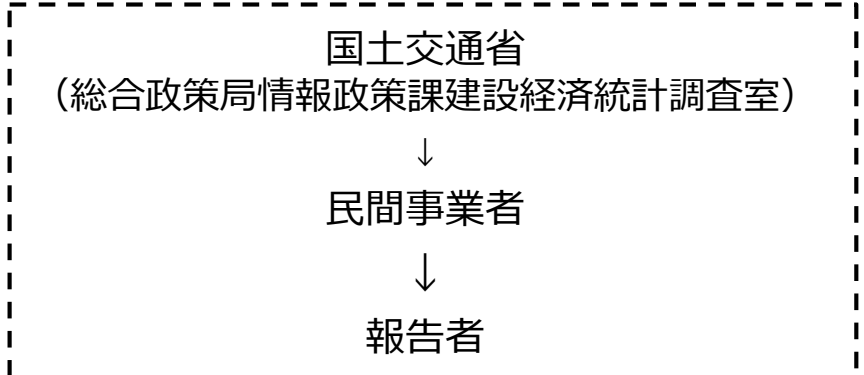 国土交通省
（総合政策局情報政策課建設経済統計調査室）
↓
民間事業者
↓
報告者